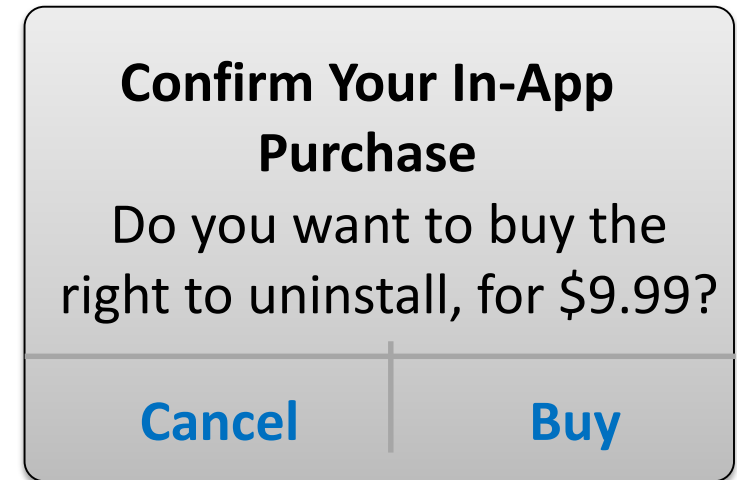 Confirm Your In-App
Purchase
Do you want to buy the
right to uninstall, for $9.99?
Cancel
Buy